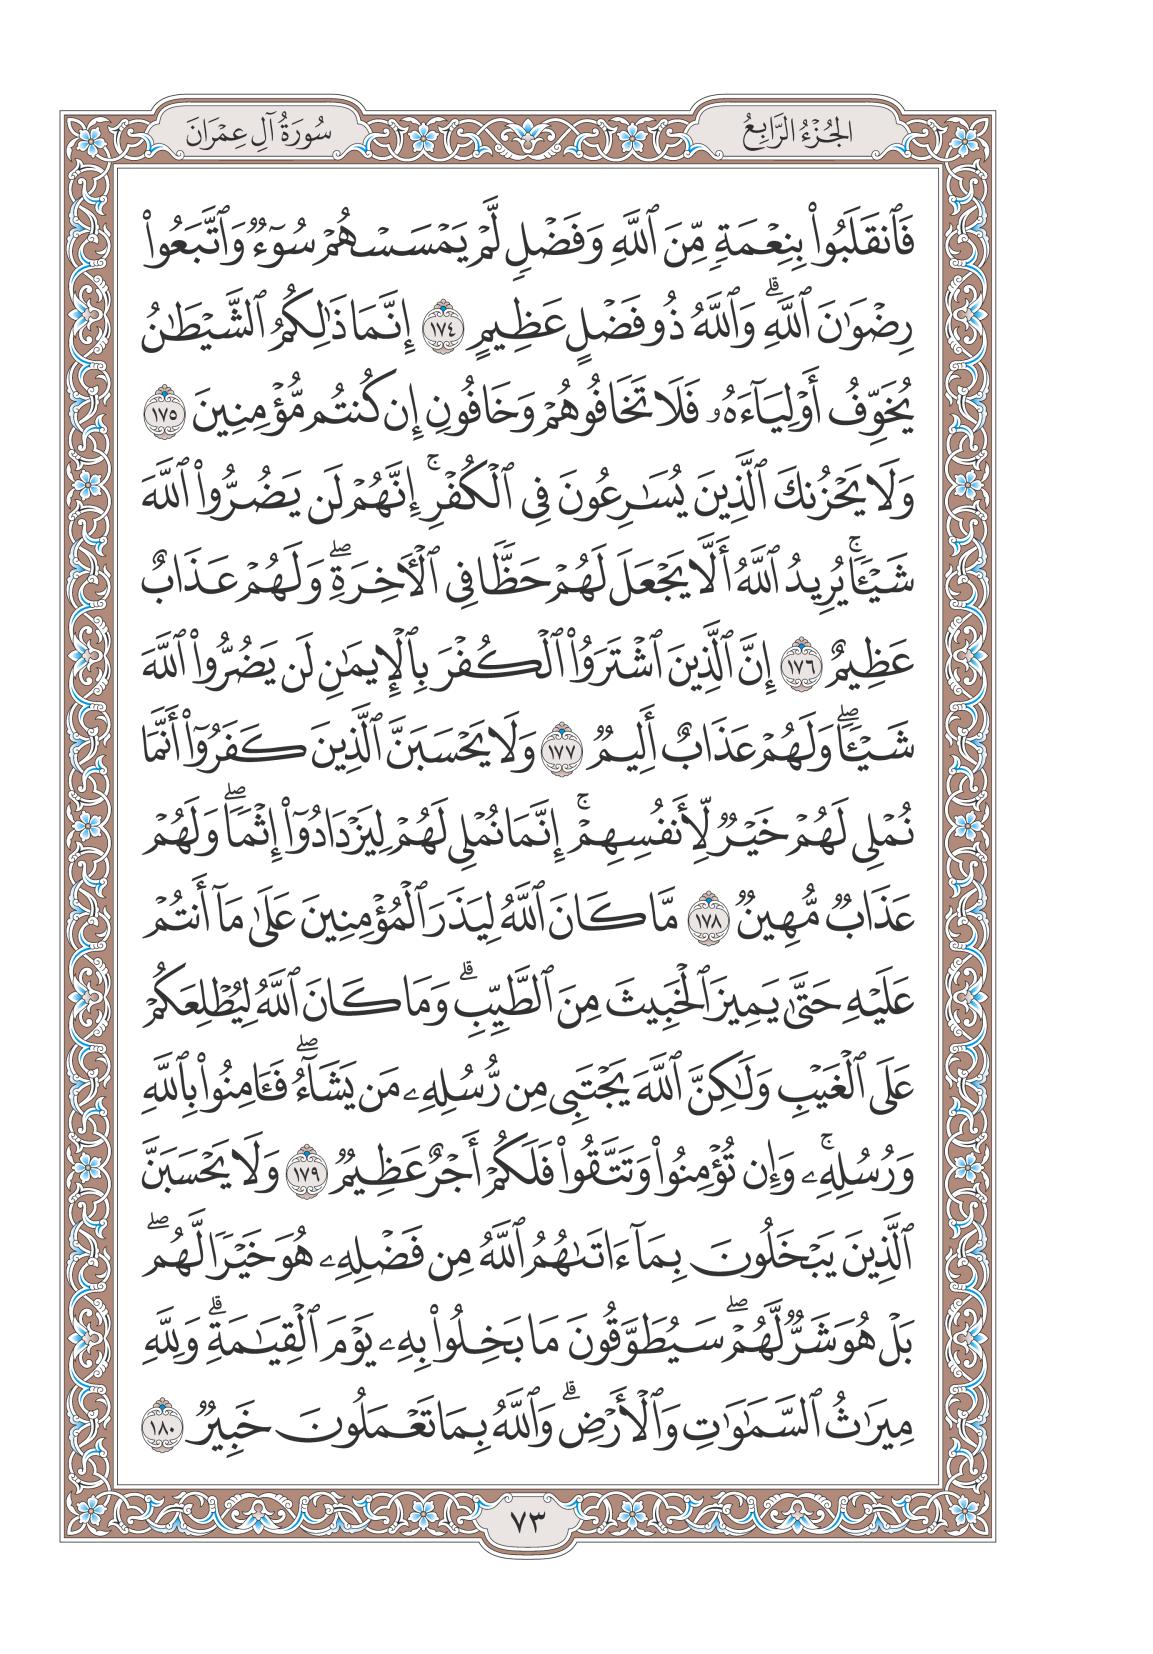 الجُزْءُ الرَّابِعُ
سُورَةُ آلِ عِمْرَانَ
فَٱنقَلَبُواْ بِنِعْمَةٍ مِّنَ ٱللَّهِ وَفَضْلٍ لَّمْ يَمْسَسْهُمْ سُوٓءٌ وَٱتَّبَعُواْ
رِضْوَٰنَ ٱللَّهِۗ وَٱللَّهُ ذُو فَضْلٍ عَظِيمٍ ١٧٤ إِنَّمَا ذَٰلِكُمُ ٱلشَّيْطَٰنُ
يُخَوِّفُ أَوْلِيَآءَهُۥ فَلَا تَخَافُوهُمْ وَخَافُونِ إِن كُنتُم مُّؤْمِنِينَ ١٧٥
وَلَا يَحْزُنكَ ٱلَّذِينَ يُسَٰرِعُونَ فِى ٱلْكُفْرِۚ إِنَّهُمْ لَن يَضُرُّواْ ٱللَّهَ
شَيْـًٔاۚ يُرِيدُ ٱللَّهُ أَلَّا يَجْعَلَ لَهُمْ حَظًّا فِى ٱلْأَخِرَةِۖ وَلَهُمْ عَذَابٌ
عَظِيمٌ ١٧٦ إِنَّ ٱلَّذِينَ ٱشْتَرَوُاْ ٱلْكُفْرَ بِٱلْإِيمَٰنِ لَن يَضُرُّواْ ٱللَّهَ
شَيْـًٔاۖ وَلَهُمْ عَذَابٌ أَلِيمٌ ١٧٧ وَلَا يَحْسَبَنَّ ٱلَّذِينَ كَفَرُوٓاْ أَنَّمَا
نُمْلِى لَهُمْ خَيْرٌ لِّأَنفُسِهِمْۚ إِنَّمَا نُمْلِى لَهُمْ لِيَزْدَادُوٓاْ إِثْمًاۖ وَلَهُمْ
عَذَابٌ مُّهِينٌ ١٧٨ مَّا كَانَ ٱللَّهُ لِيَذَرَ ٱلْمُؤْمِنِينَ عَلَىٰ مَآ أَنتُمْ
عَلَيْهِ حَتَّىٰ يَمِيزَ ٱلْخَبِيثَ مِنَ ٱلطَّيِّبِۗ وَمَا كَانَ ٱللَّهُ لِيُطْلِعَكُمْ
عَلَى ٱلْغَيْبِ وَلَٰكِنَّ ٱللَّهَ يَجْتَبِى مِن رُّسُلِهِۦ مَن يَشَآءُۖ فَـَٔامِنُواْ بِٱللَّهِ
وَرُسُلِهِۦۚ وَإِن تُؤْمِنُواْ وَتَتَّقُواْ فَلَكُمْ أَجْرٌ عَظِيمٌ ١٧٩ وَلَا يَحْسَبَنَّ
ٱلَّذِينَ يَبْخَلُونَ بِمَآ ءَاتَىٰهُمُ ٱللَّهُ مِن فَضْلِهِۦ هُوَ خَيْرًا لَّهُمۖ
بَلْ هُوَ شَرٌّ لَّهُمْۖ سَيُطَوَّقُونَ مَا بَخِلُواْ بِهِۦ يَوْمَ ٱلْقِيَٰمَةِۗ وَلِلَّهِ
مِيرَٰثُ ٱلسَّمَٰوَٰتِ وَٱلْأَرْضِۗ وَٱللَّهُ بِمَا تَعْمَلُونَ خَبِيرٌ ١٨٠
٧٣